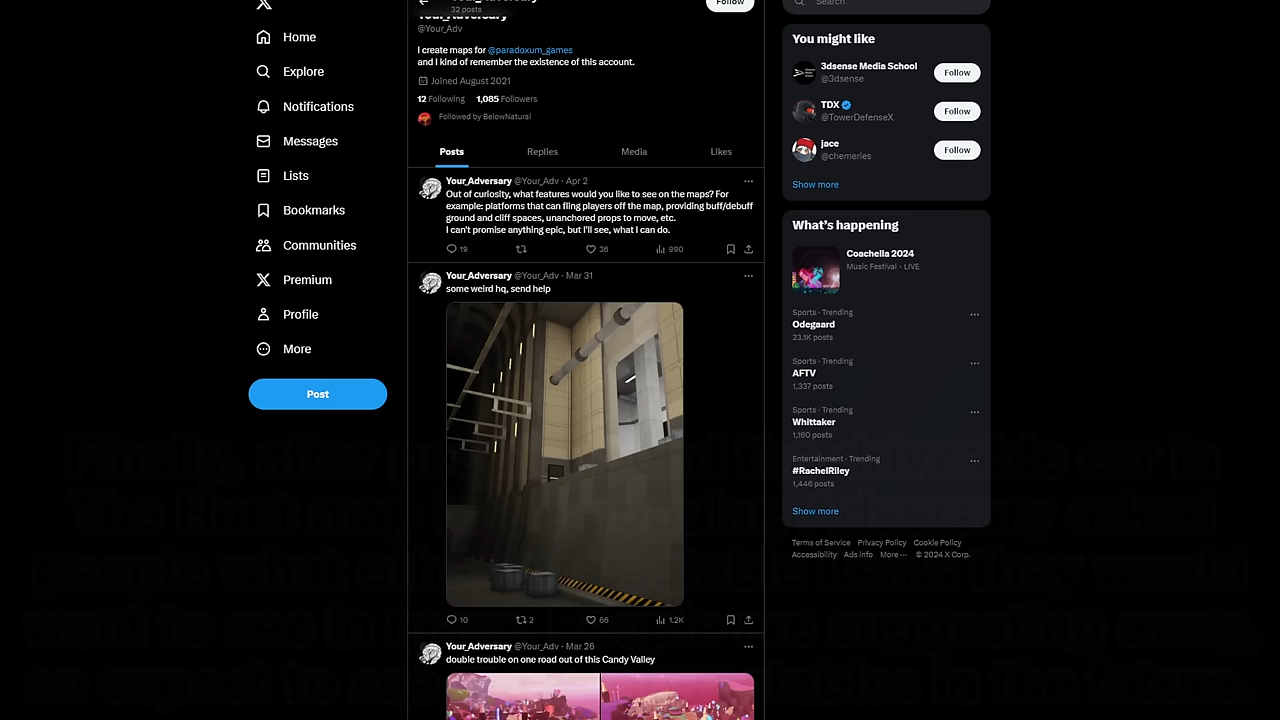 Home
Explore
Notifications
Messages
Lists
Bookmarks
Communities
Premium
Profile
More
Post
32 posts
Follow
Your_Adversary
@Your_Adv
I create maps for @paradoxum_games
and I kind of remember the existence of this account.
Joined August 2021
12 Following 1,085 Followers
Followed by BelowNatural
Posts Replies Media Likes
Your_Adversary @Your_Adv · Apr 2
Out of curiosity, what features would you like to see on the maps? For
example: platforms that can fling players off the map, providing buff/debuff
ground and cliff spaces, unanchored props to move, etc.
I can't promise anything epic, but I'll see, what I can do.
19 36 990
Your_Adversary @Your_Adv · Mar 31
some weird hq, send help
10 2 66 1.2K
Your_Adversary @Your_Adv · Mar 26
double trouble on one road out of this Candy Valley
Search
You might like
3dsense Media School
@3dsense
Follow
TDX
@TowerDefenseX
Follow
jace
@chemerles
Follow
Show more
What's happening
Coachella 2024
Music Festival · LIVE
Sports · Trending
Odegaard
23.1K posts
Sports · Trending
AFTV
1,337 posts
Sports · Trending
Whittaker
1,160 posts
Entertainment · Trending
#RachelRiley
1,446 posts
Show more
Terms of Service Privacy Policy Cookie Policy
Accessibility Ads info More ··· © 2024 X Corp.